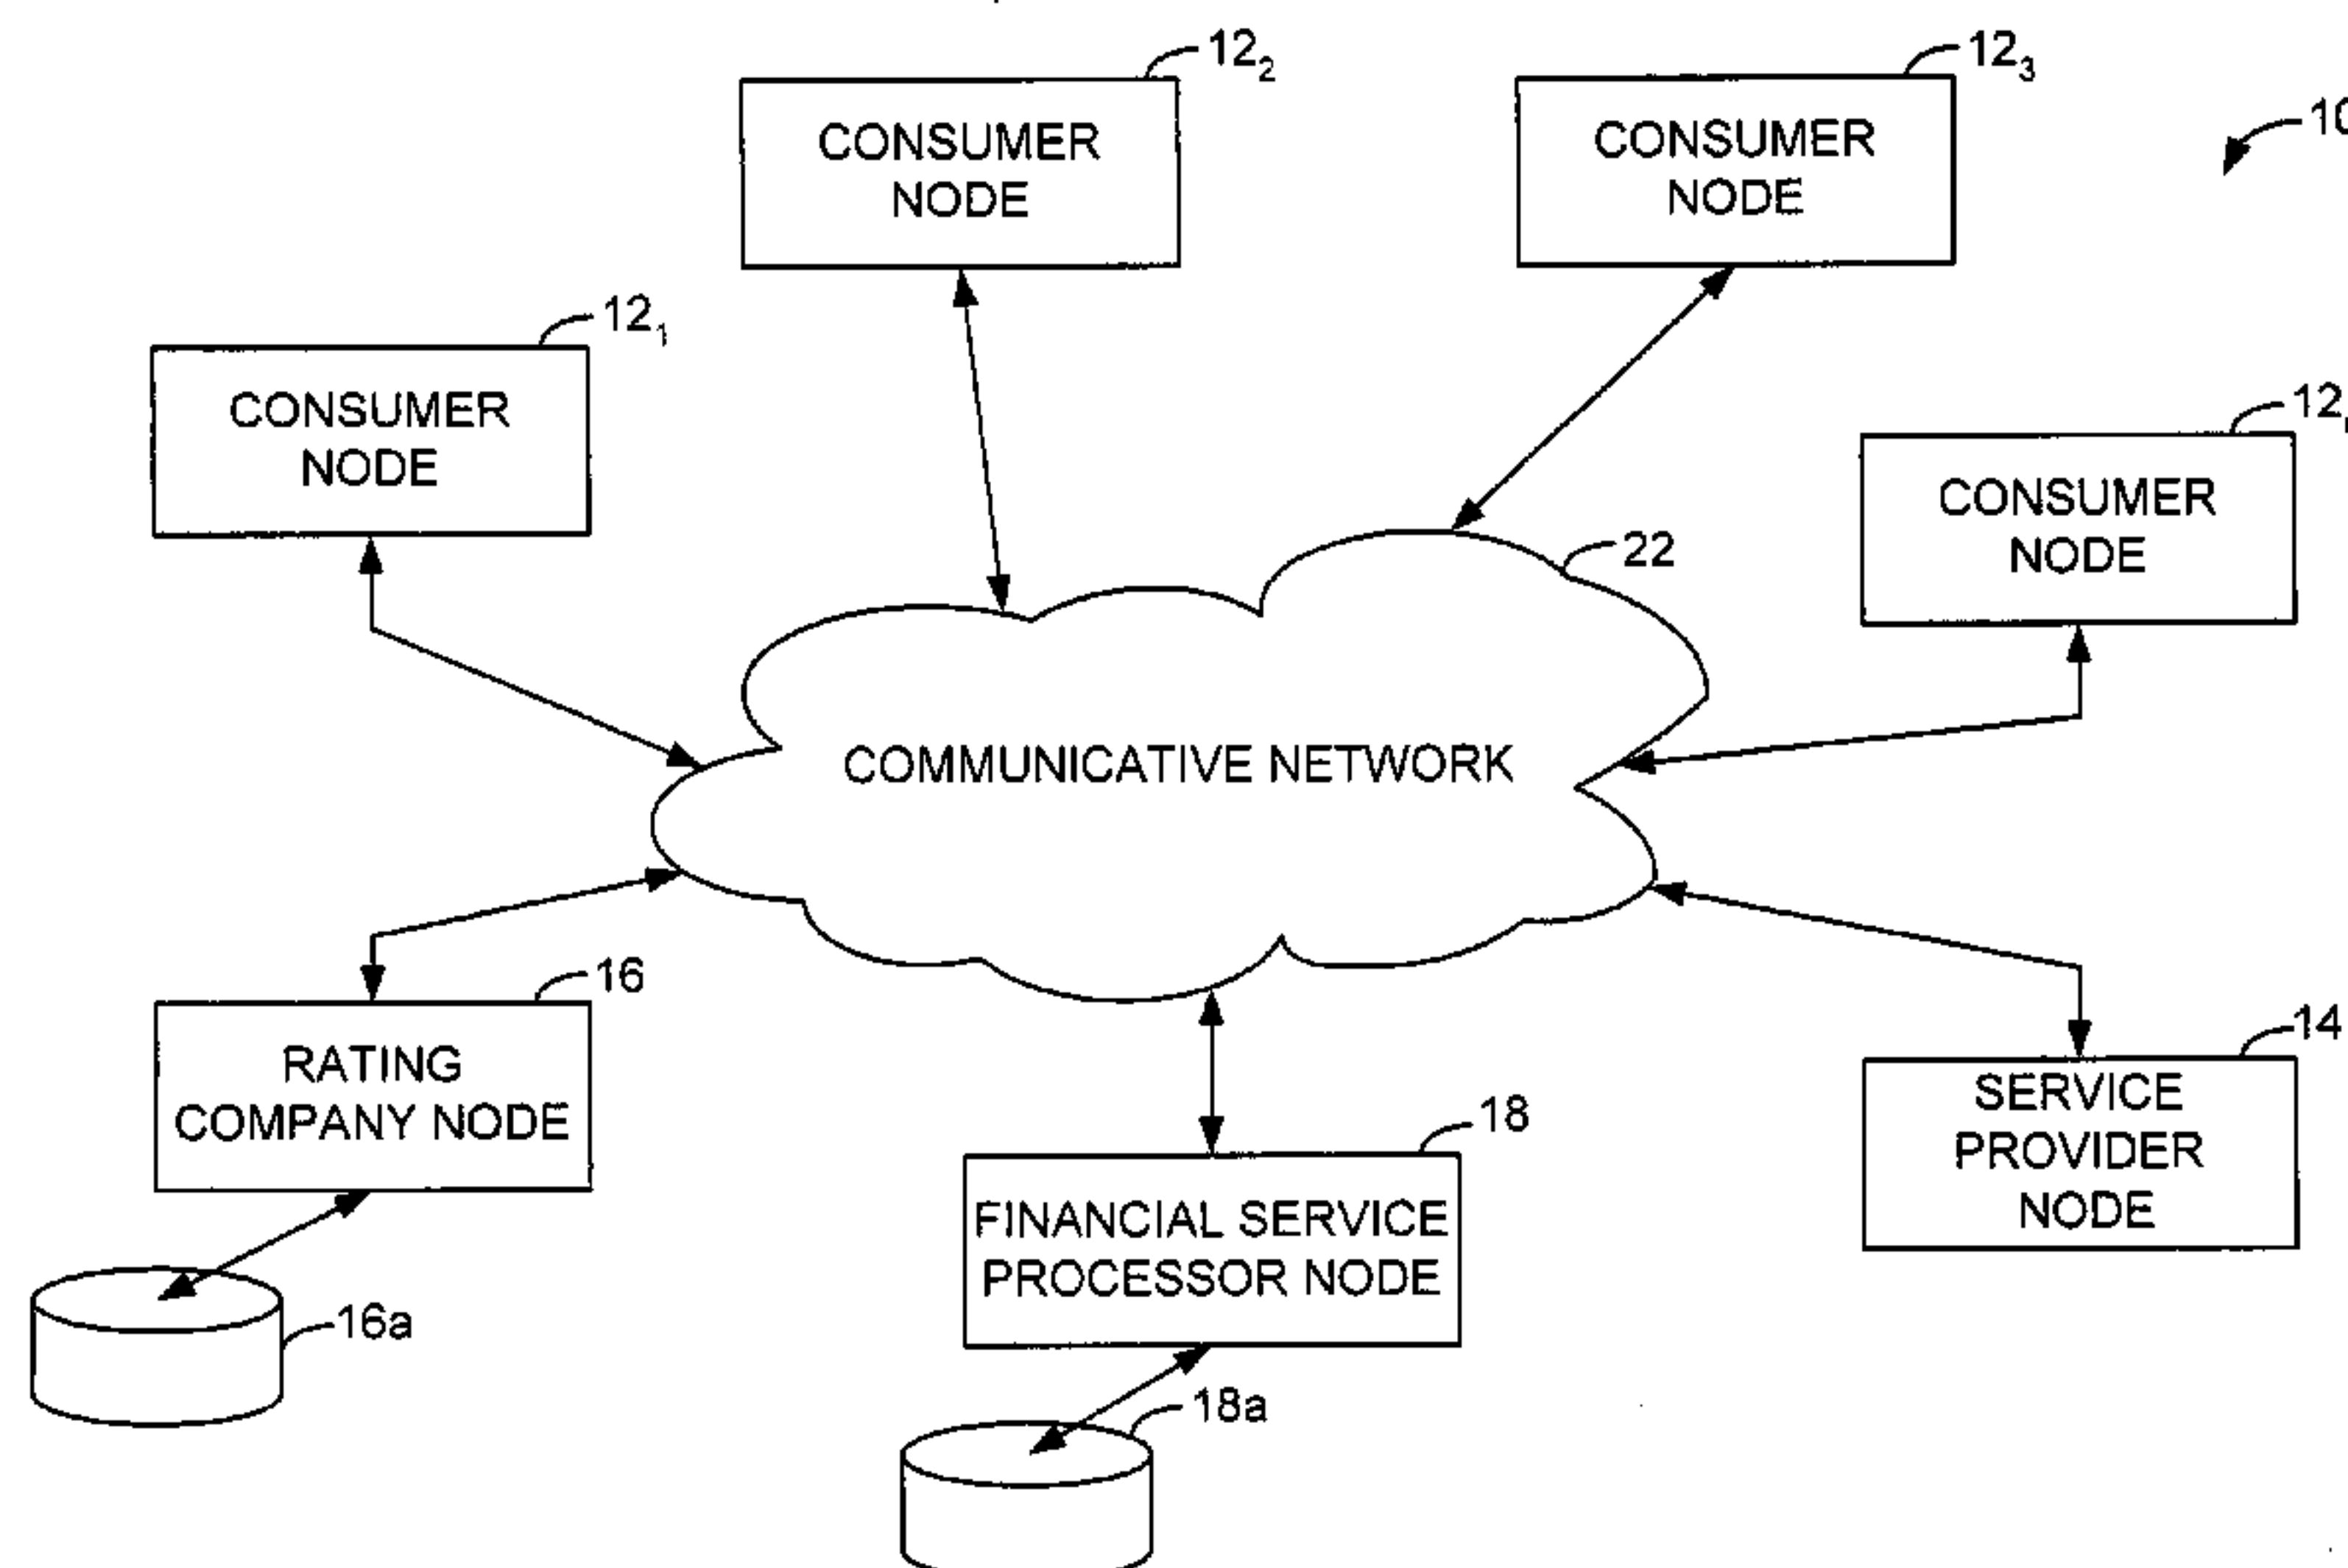 12₂
12₃
CONSUMER
NODE
CONSUMER
NODE
10
12₁
CONSUMER
NODE
12
CONSUMER
NODE
22
COMMUNICATIVE NETWORK
16
RATING
COMPANY NODE
14
SERVICE
PROVIDER
NODE
18
FINANCIAL SERVICE
PROCESSOR NODE
16a
18a